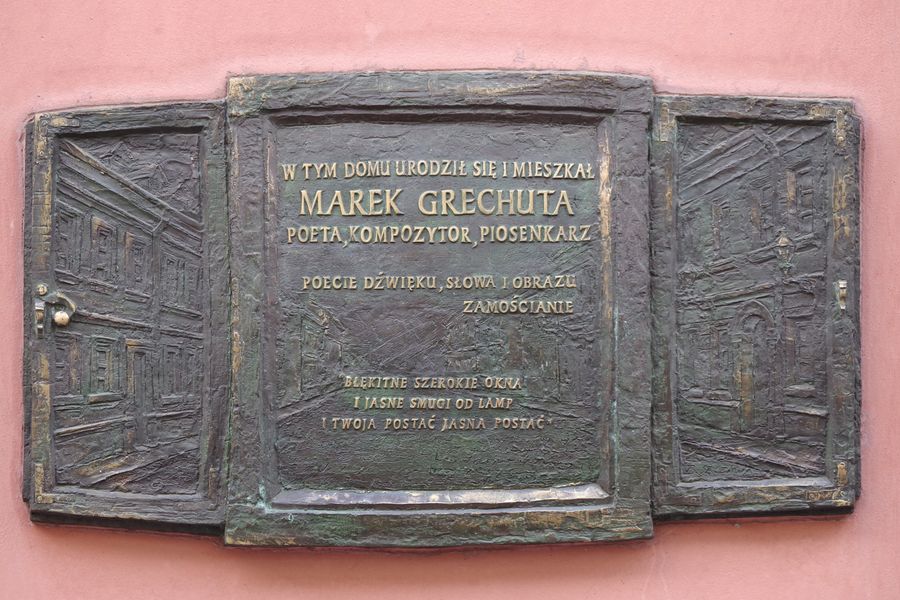 W TYM DOMU URODZIŁ SIĘ I MIESZKAŁ
MAREK GRECHUTA
POETA, KOMPOZYTOR, PIOSENKARZ
POECIE DŹWIĘKU, SŁOWA I OBRAZU
ZAMOŚCIANIE
BŁĘKITNE SZEROKIE OKNA
I JASNE SMUGI OD LAMP
I TWOJA POSTAĆ JASNA POSTAĆ"